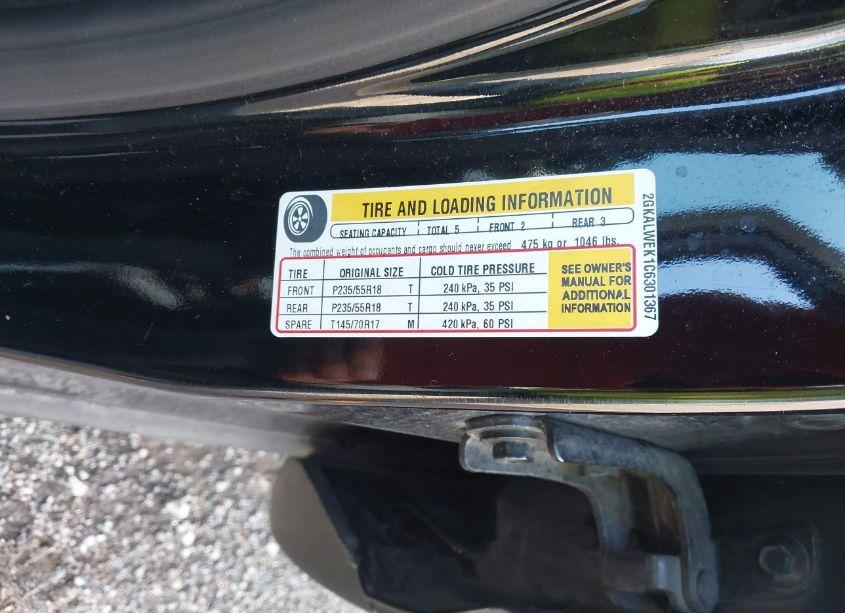 TIRE AND LOADING INFORMATION
SEATING CAPACITY TOTAL 5 FRONT 2 REAR 3
The combined weight of occupants and cargo should never exceed 475 kg or 1046 lbs.
TIRE ORIGINAL SIZE COLD TIRE PRESSURE
FRONT P235/55R18 T 240 kPa, 35 PSI
REAR P235/55R18 T 240 kPa, 35 PSI
SPARE T145/70R17 M 420 kPa, 60 PSI
SEE OWNER'S
MANUAL FOR
ADDITIONAL
INFORMATION
2GKALWEK1C6301367